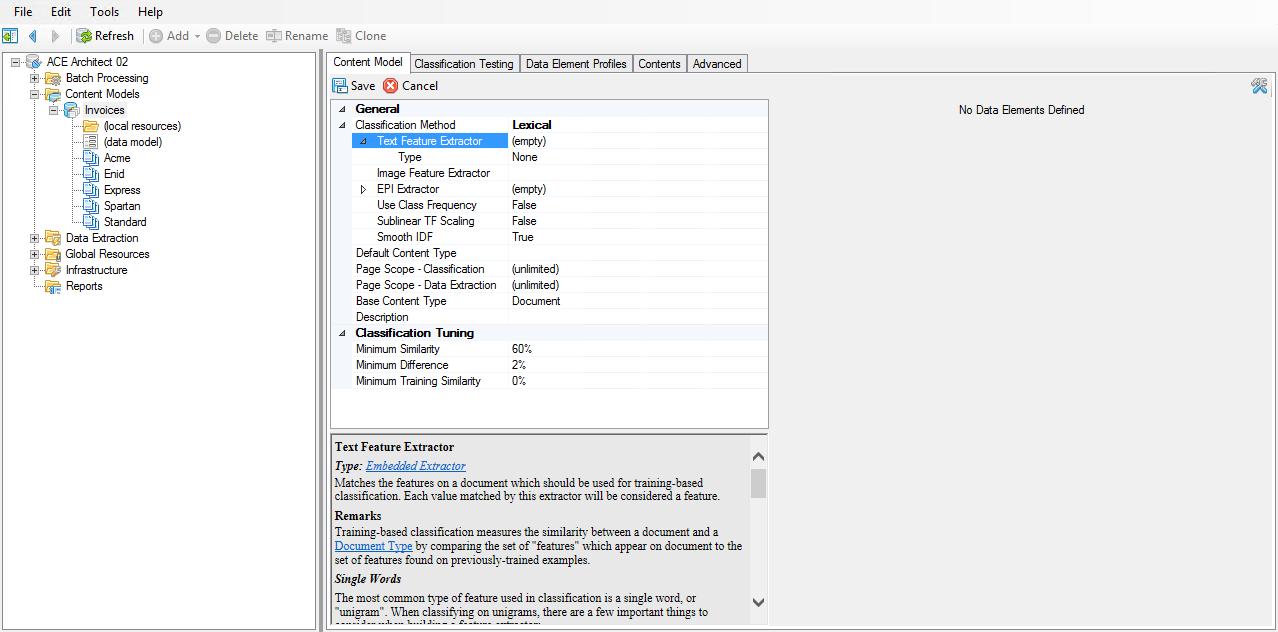 File Edit Tools Help
Refresh Add Delete Rename Clone
ACE Architect 02
Batch Processing
Content Models
Invoices
(local resources)
(data model)
Acme
Enid
Express
Spartan
Standard
Data Extraction
Global Resources
Infrastructure
Reports
Content Model Classification Testing Data Element Profiles Contents Advanced
Save Cancel
General
Classification Method Lexical
Text Feature Extractor (empty)
Type None
Image Feature Extractor
EPI Extractor (empty)
Use Class Frequency False
Sublinear TF Scaling False
Smooth IDF True
Default Content Type
Page Scope - Classification (unlimited)
Page Scope - Data Extraction (unlimited)
Base Content Type Document
Description
Classification Tuning
Minimum Similarity 60%
Minimum Difference 2%
Minimum Training Similarity 0%
Text Feature Extractor
Type: Embedded Extractor
Matches the features on a document which should be used for training-based
classification. Each value matched by this extractor will be considered a feature.
Remarks
Training-based classification measures the similarity between a document and a
Document Type by comparing the set of "features" which appear on document to the
set of features found on previously-trained examples.
Single Words
The most common type of feature used in classification is a single word, or
"unigram". When classifying on unigrams, there are a few important things to
consider when building a feature extractor:
No Data Elements Defined